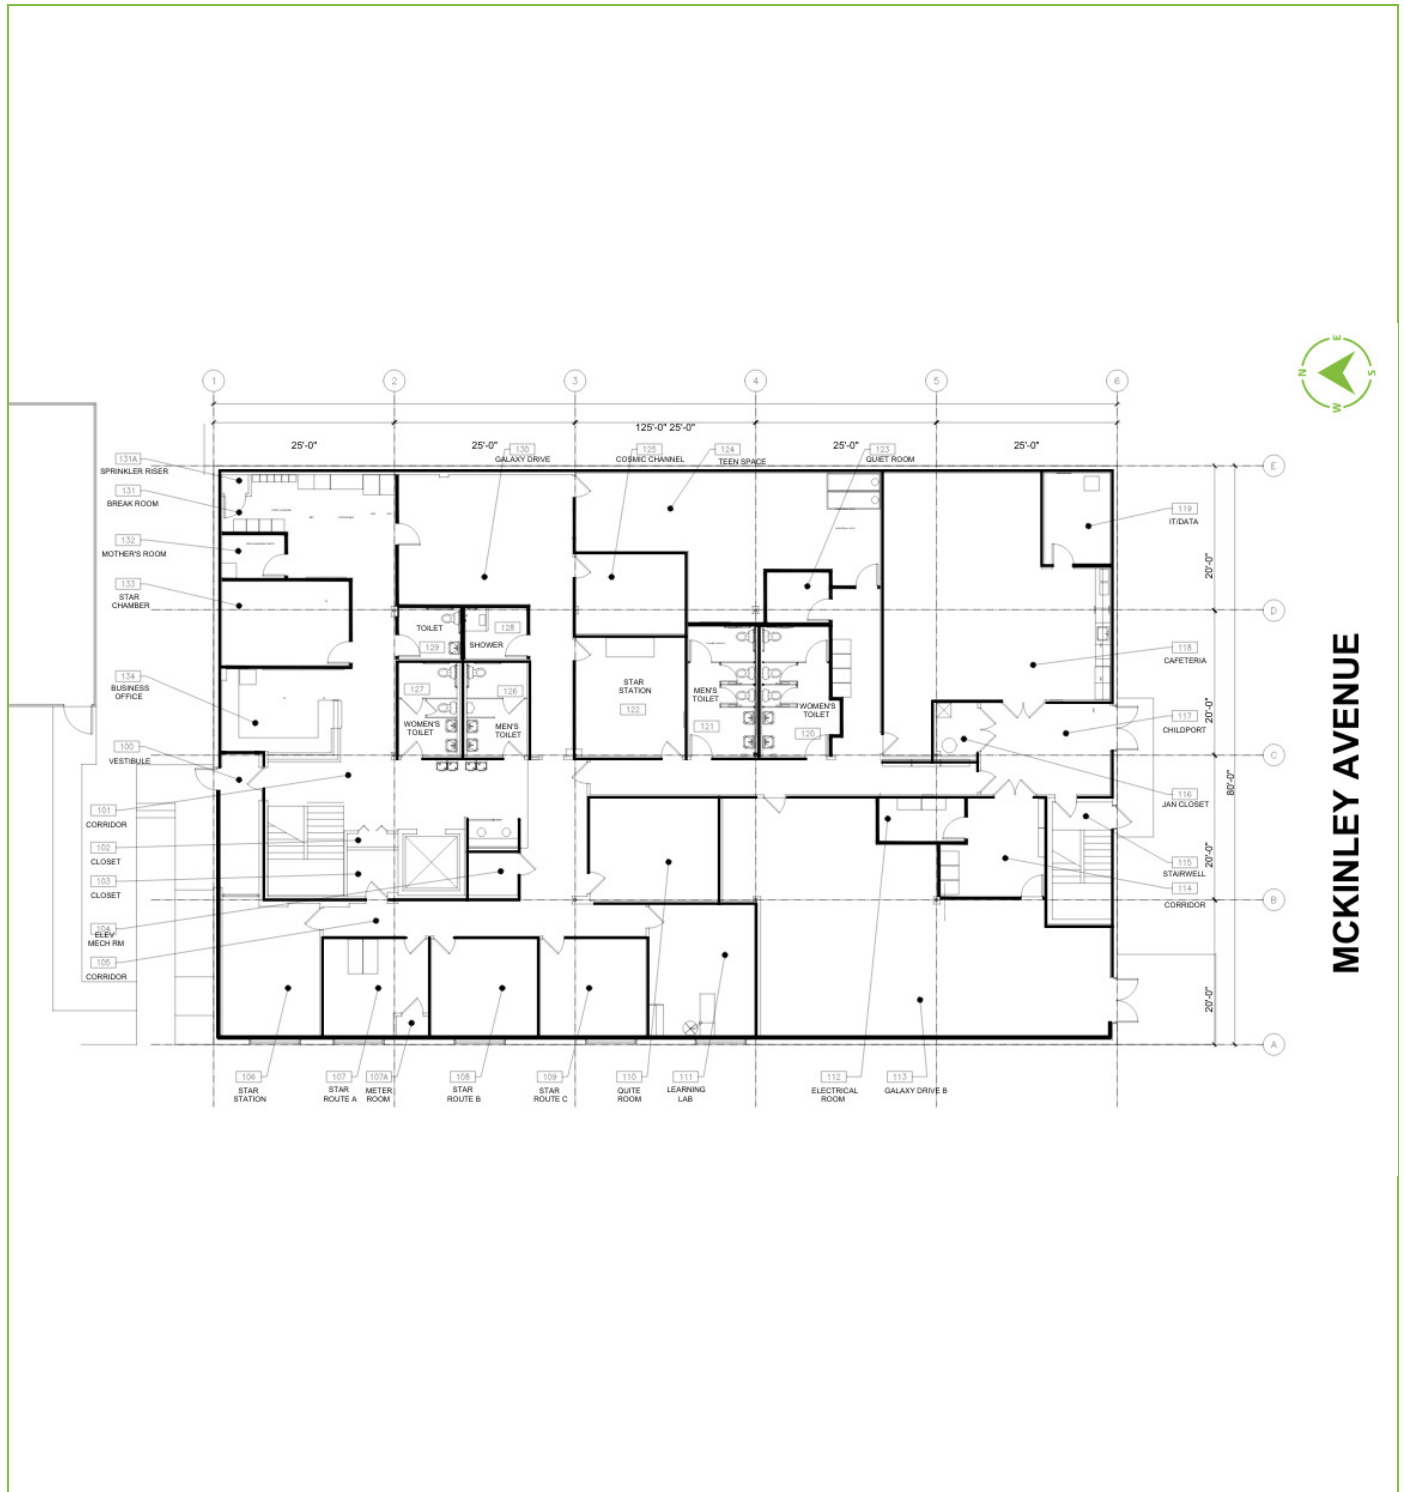 E
N
S
W
1
2
3
4
5
6
125'-0" 25'-0"
25'-0"
25'-0"
25'-0"
25'-0"
130
GALAXY DRIVE
125
COSMIC CHANNEL
124
TEEN SPACE
123
QUIET ROOM
E
131A
SPRINKLER RISER
131
BREAK ROOM
132
MOTHER'S ROOM
133
STAR
CHAMBER
134
BUSINESS
OFFICE
100
VESTIBULE
101
CORRIDOR
102
CLOSET
103
CLOSET
104
ELEV
MECH RM
105
CORRIDOR
119
IT/DATA
20'-0"
D
118
CAFETERIA
20'-0"
117
CHILDPORT
C
80'-0"
116
JAN CLOSET
20'-0"
115
STAIRWELL
114
CORRIDOR
B
20'-0"
A
TOILET
129
128
SHOWER
127
WOMEN'S
TOILET
126
MEN'S
TOILET
STAR
STATION
122
MEN'S
TOILET
121
WOMEN'S
TOILET
120
106
STAR
STATION
107
STAR
ROUTE A
107A
METER
ROOM
108
STAR
ROUTE B
109
STAR
ROUTE C
110
QUITE
ROOM
111
LEARNING
LAB
112
ELECTRICAL
ROOM
113
GALAXY DRIVE B
MCKINLEY AVENUE